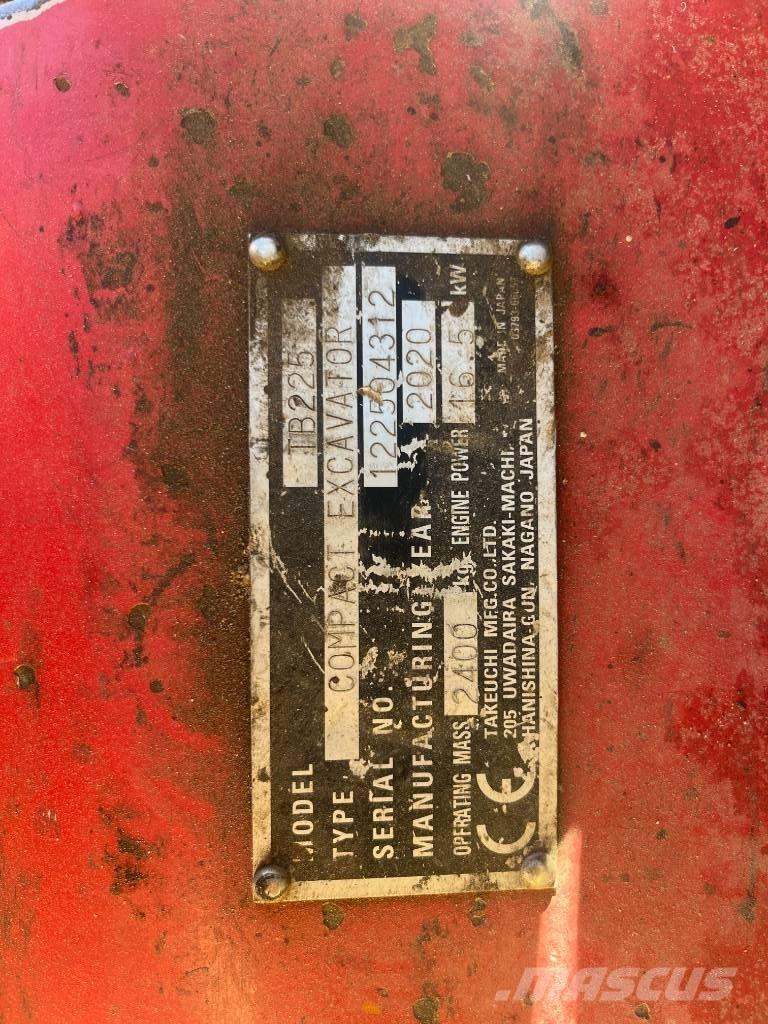 MODEL TB225
TYPE COMPACT EXCAVATOR
SERIAL NO. 122504312
MANUFACTURING YEAR 2020
OPERATING MASS 2400 kg ENGINE POWER 16.5 kW
CE
TAKEUCHI MFG.CO.,LTD.
205 UWADAIRA SAKAKI-MACHI.
HANISHINA-GUN NAGANO JAPAN
MADE IN JAPAN
MASCUS